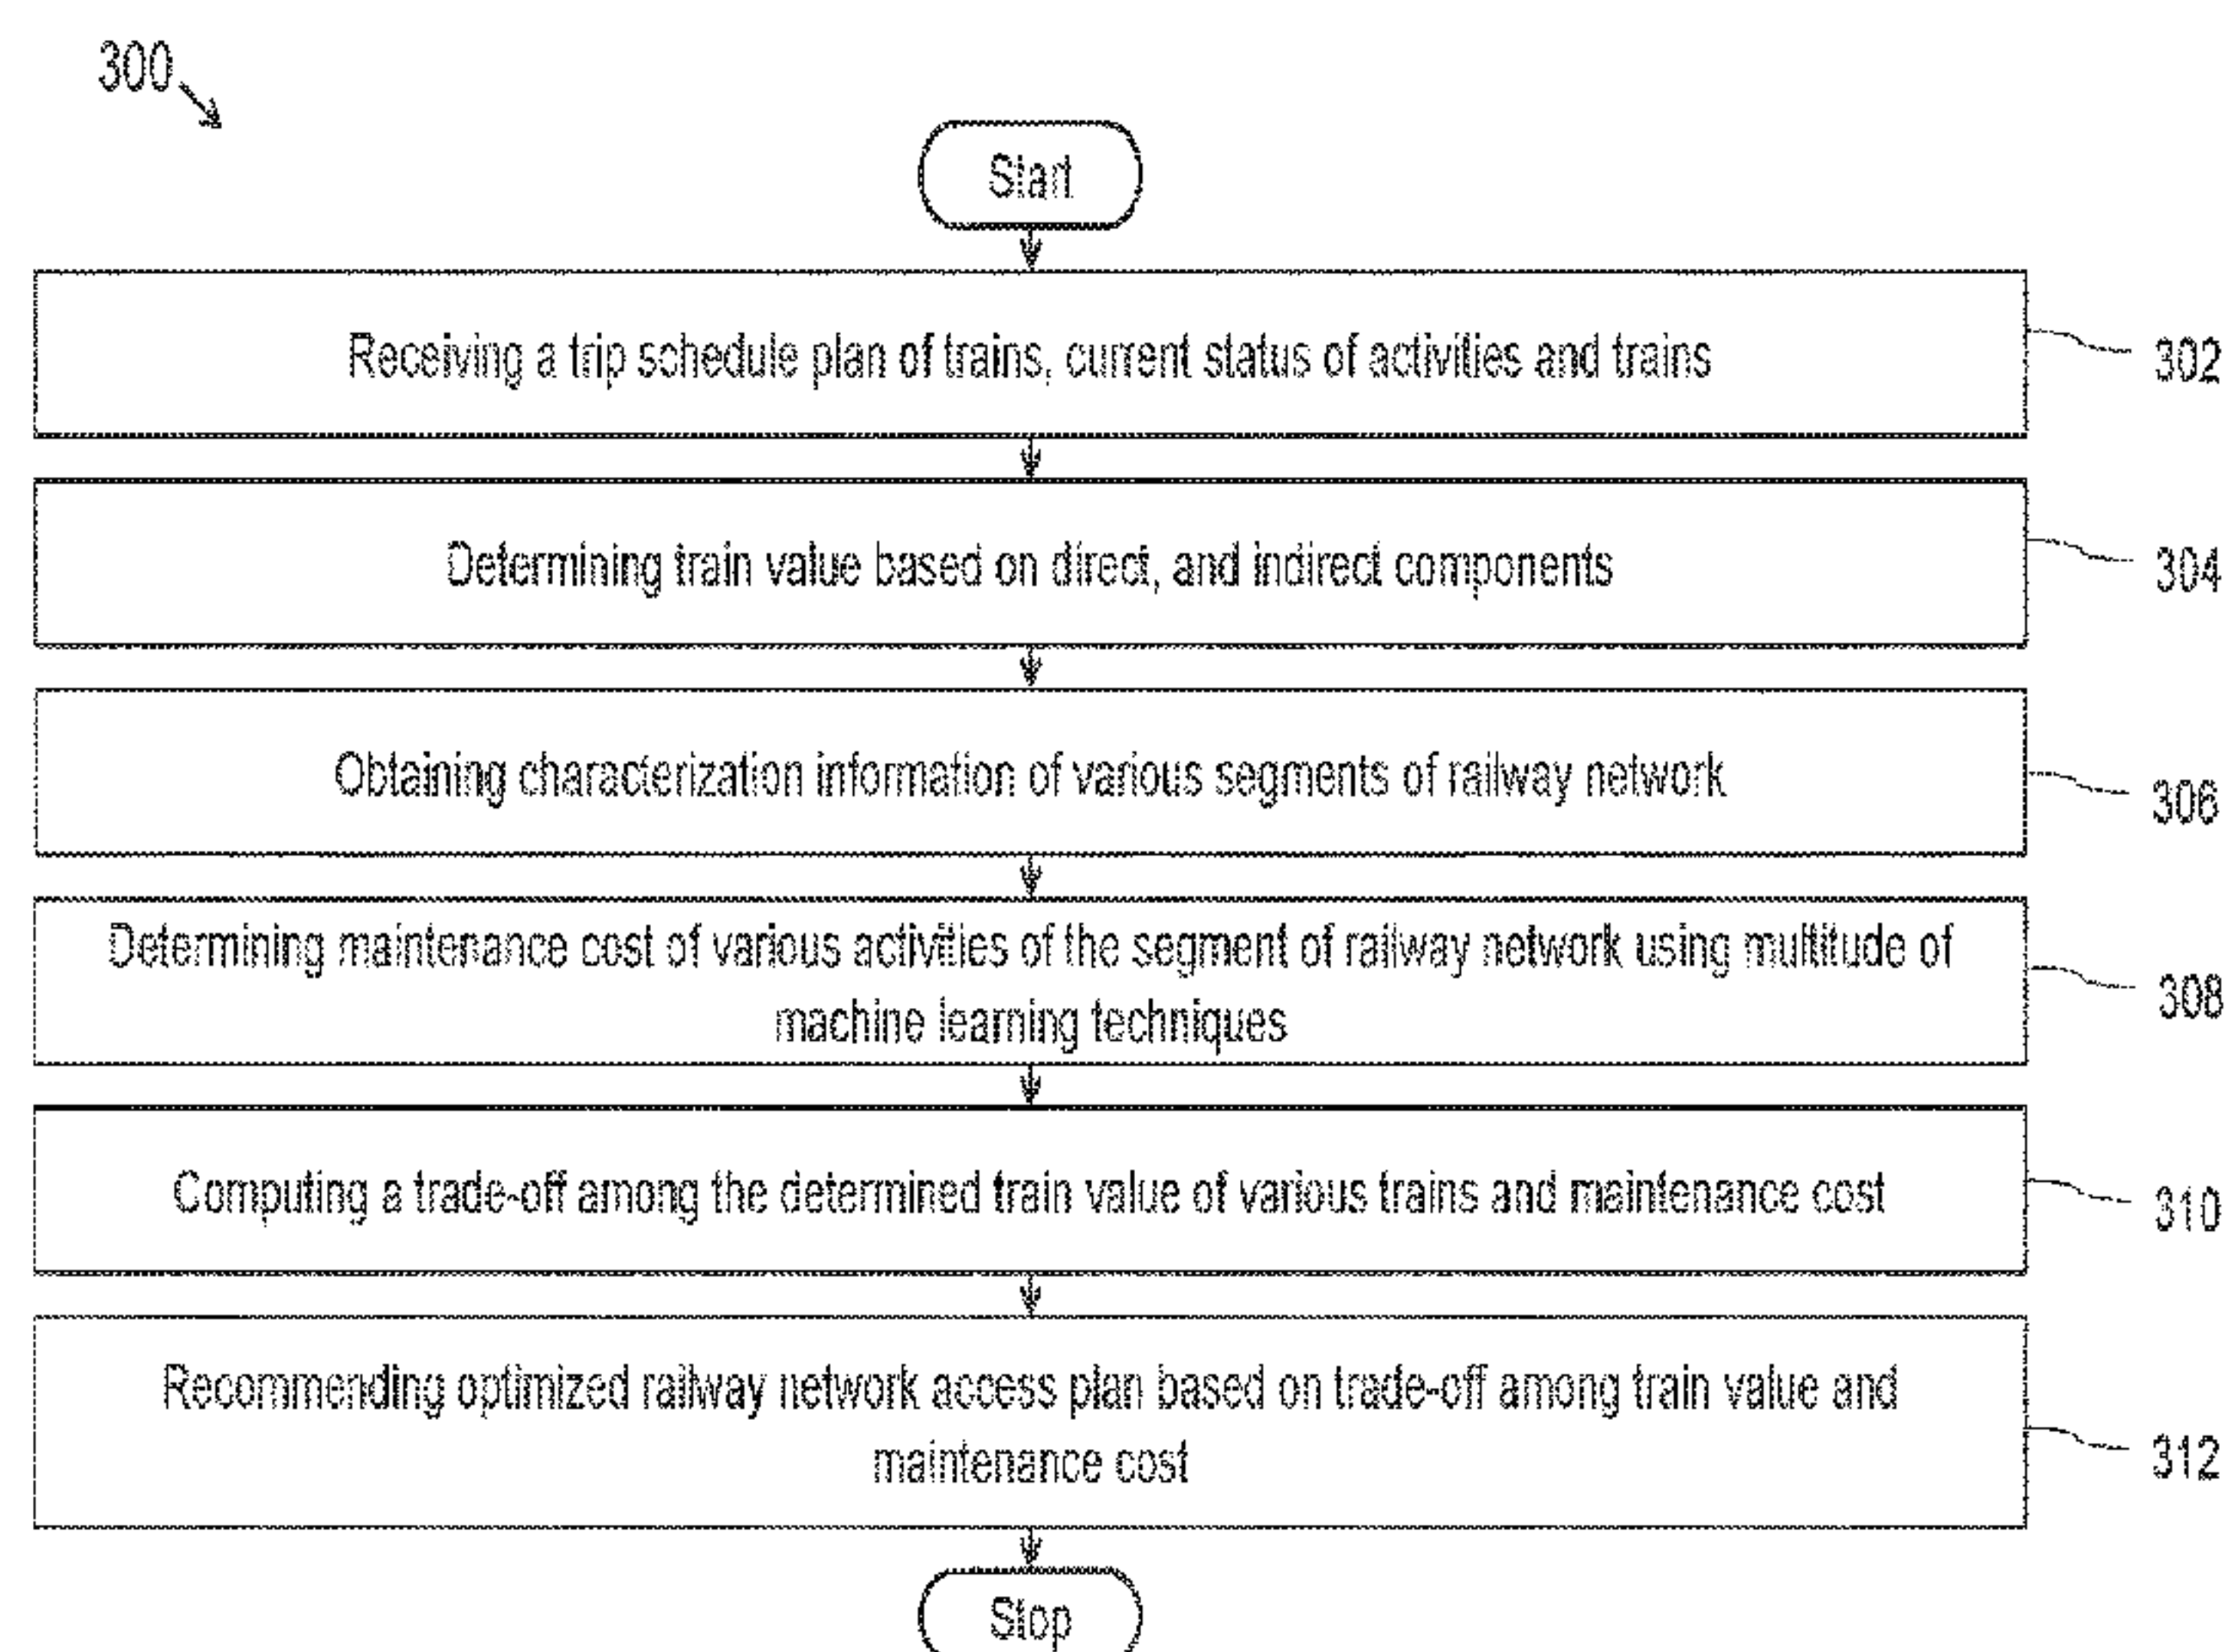 300
Start
Receiving a trip schedule plan of trains, current status of activities and trains
302
Determining train value based on direct, and indirect components
304
Obtaining characterization information of various segments of railway network
306
Determining maintenance cost of various activities of the segment of railway network using multitude of
machine learning techniques
308
Computing a trade-off among the determined train value of various trains and maintenance cost
310
Recommending optimized railway network access plan based on trade-off among train value and
maintenance cost
312
Stop